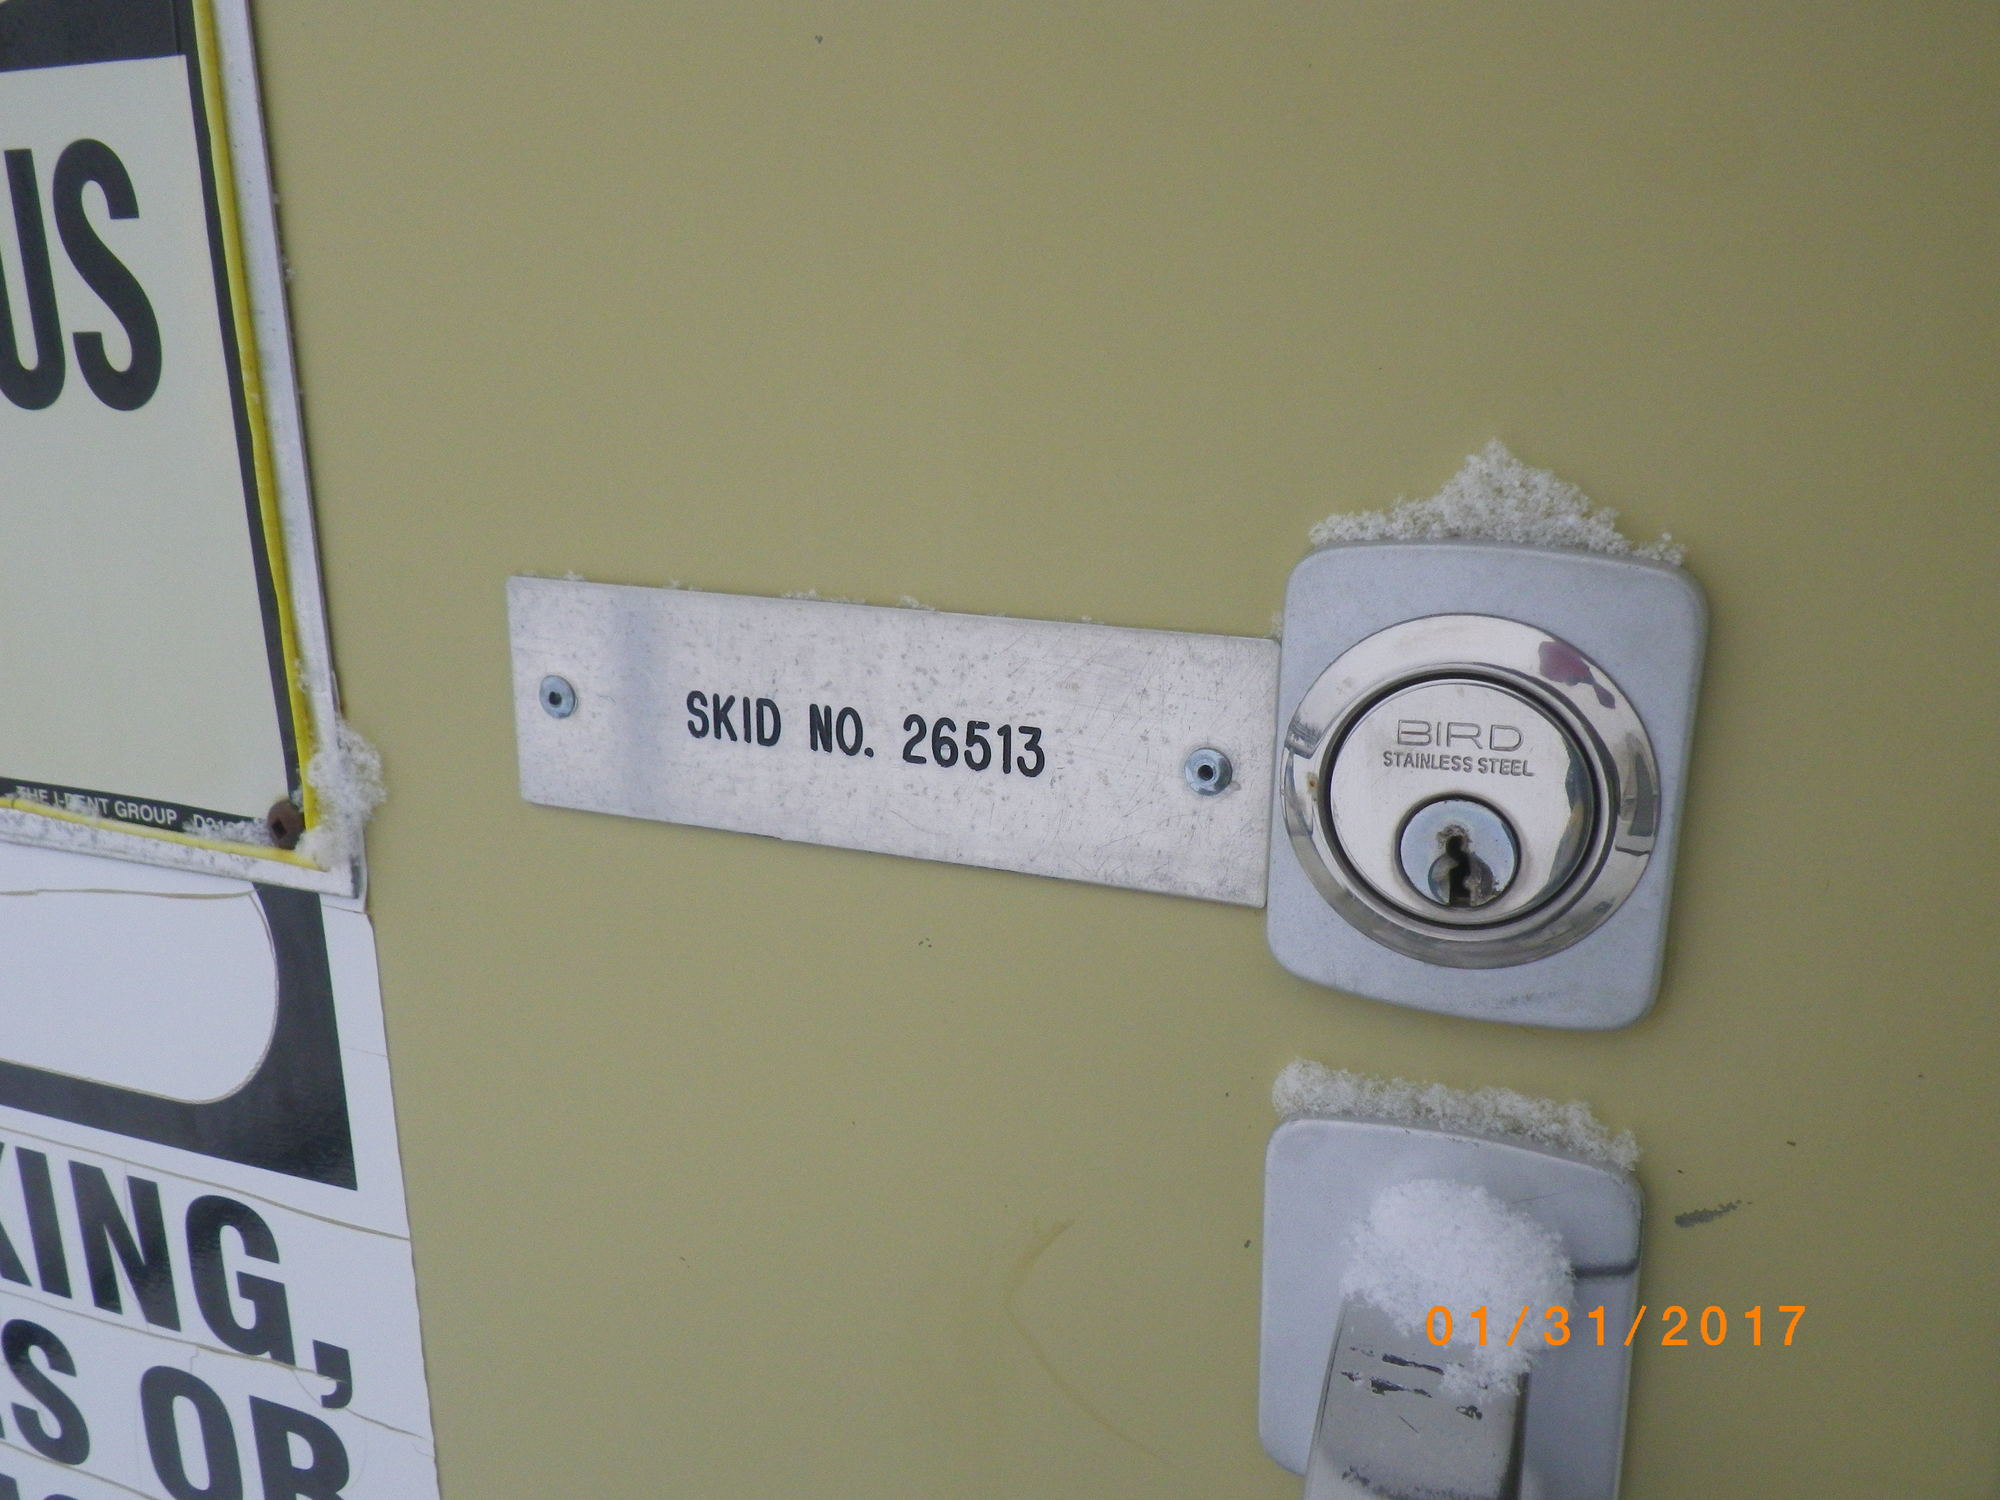 US
THE I-DENT GROUP
SKID NO. 26513
BIRD
STAINLESS STEEL
KING,
S OR
01/31/2017